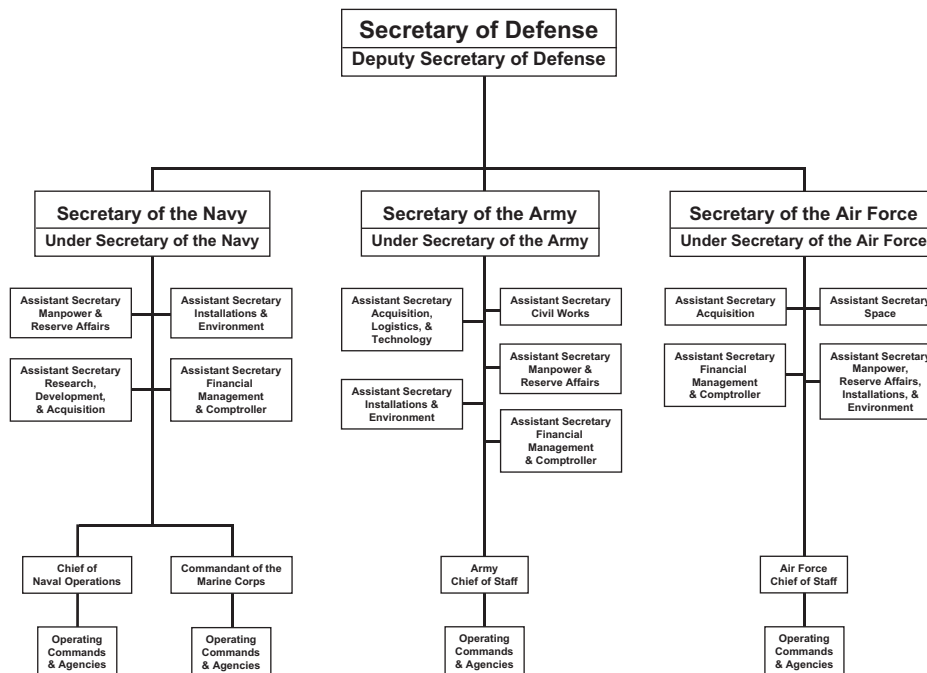 Secretary of Defense
Deputy Secretary of Defense
Secretary of the Navy
Under Secretary of the Navy
Secretary of the Army
Under Secretary of the Army
Secretary of the Air Force
Under Secretary of the Air Force
Assistant Secretary
Manpower &
& Reserve Affairs
Assistant Secretary
Installations &
Environment
Assistant Secretary
Research,
Development,
& Acquisition
Assistant Secretary
Financial
Management
& Comptroller
Assistant Secretary
Acquisition,
Logistics, &
Technology
Assistant Secretary
Civil Works
Assistant Secretary
Manpower &
Reserve Affairs
Assistant Secretary
Installations &
Environment
Assistant Secretary
Financial
Management
& Comptroller
Assistant Secretary
Acquisition
Assistant Secretary
Space
Assistant Secretary
Financial
Management
& Comptroller
Assistant Secretary
Manpower,
Reserve Affairs,
Installations, &
Environment
Chief of
Naval Operations
Commandant of the
Marine Corps
Army
Chief of Staff
Air Force
Chief of Staff
Operating
Commands
& Agencies
Operating
Commands
& Agencies
Operating
Commands
& Agencies
Operating
Commands
& Agencies